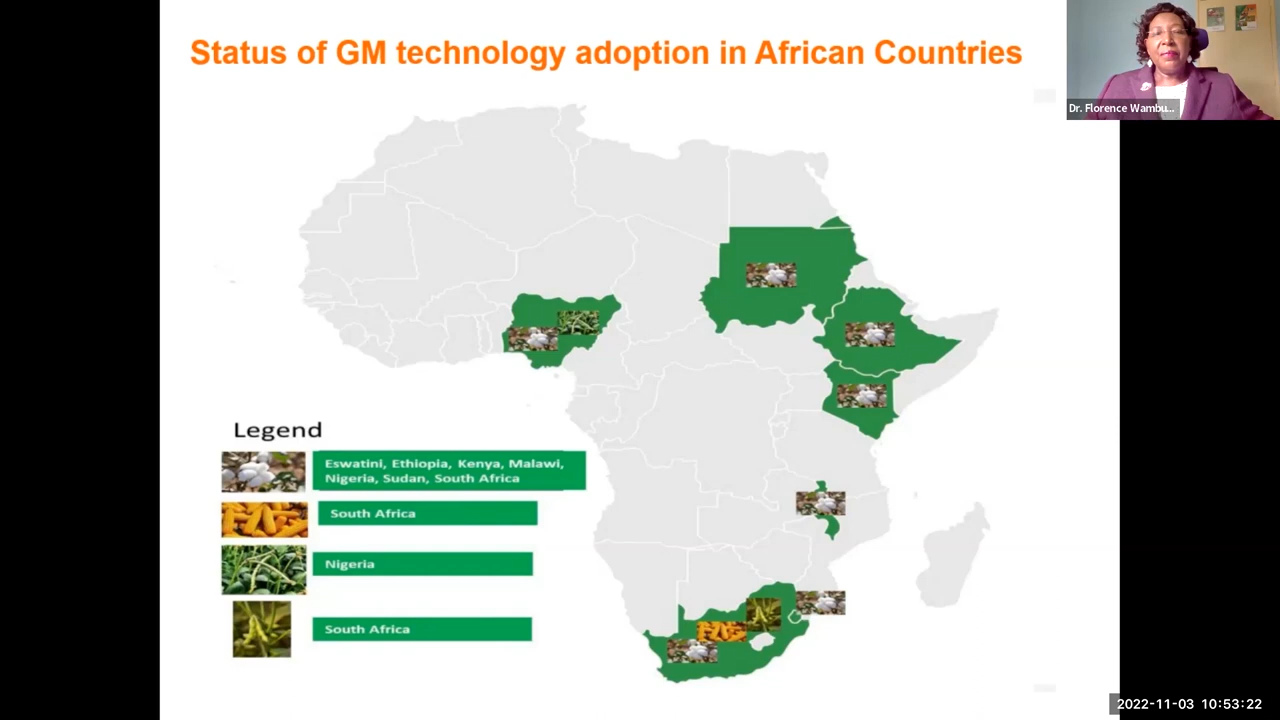 Status of GM technology adoption in African Countries
Dr. Florence Wambu...
Legend
Eswatini, Ethiopia, Kenya, Malawi,
Nigeria, Sudan, South Africa
South Africa
Nigeria
South Africa
2022-11-03 10:53:22